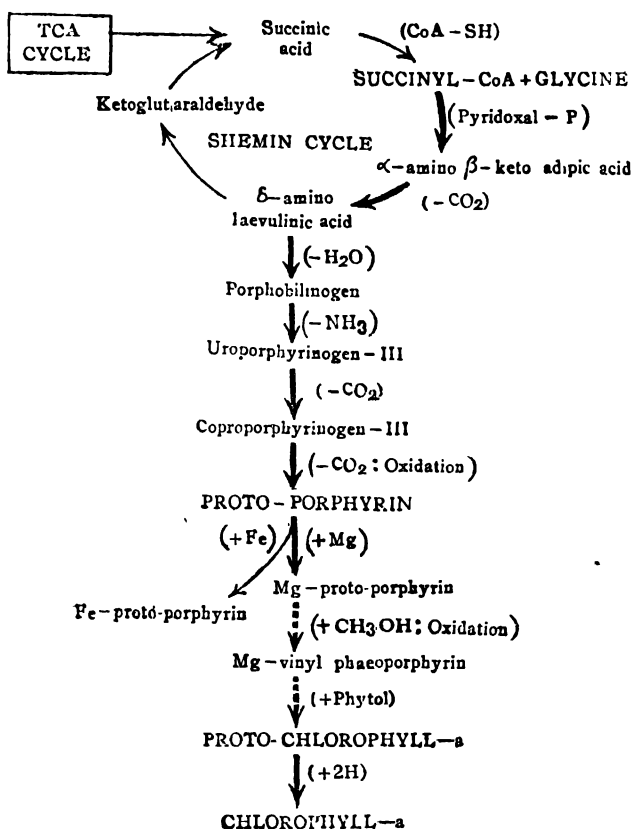 TCA
CYCLE
Succinic
acid
(CoA-SH)
SUCCINYL-CoA+GLYCINE
Ketoglutaraldehyde
(Pyridoxal-P)
SHEMIN CYCLE
α-amino β-keto adipic acid
δ-amino
laevulinic acid
(-CO2)
(-H2O)
Porphobilinogen
(-NH3)
Uroporphyrinogen-III
(-CO2)
Coproporphyrinogen-III
(-CO2: Oxidation)
PROTO-PORPHYRIN
(+Fe) (+Mg)
Mg-proto-porphyrin
Fe-proto-porphyrin
(+CH3·OH: Oxidation)
Mg-vinyl phaeoporphyrin
(+Phytol)
PROTO-CHLOROPHYLL-a
(+2H)
CHLOROPHYLL-a